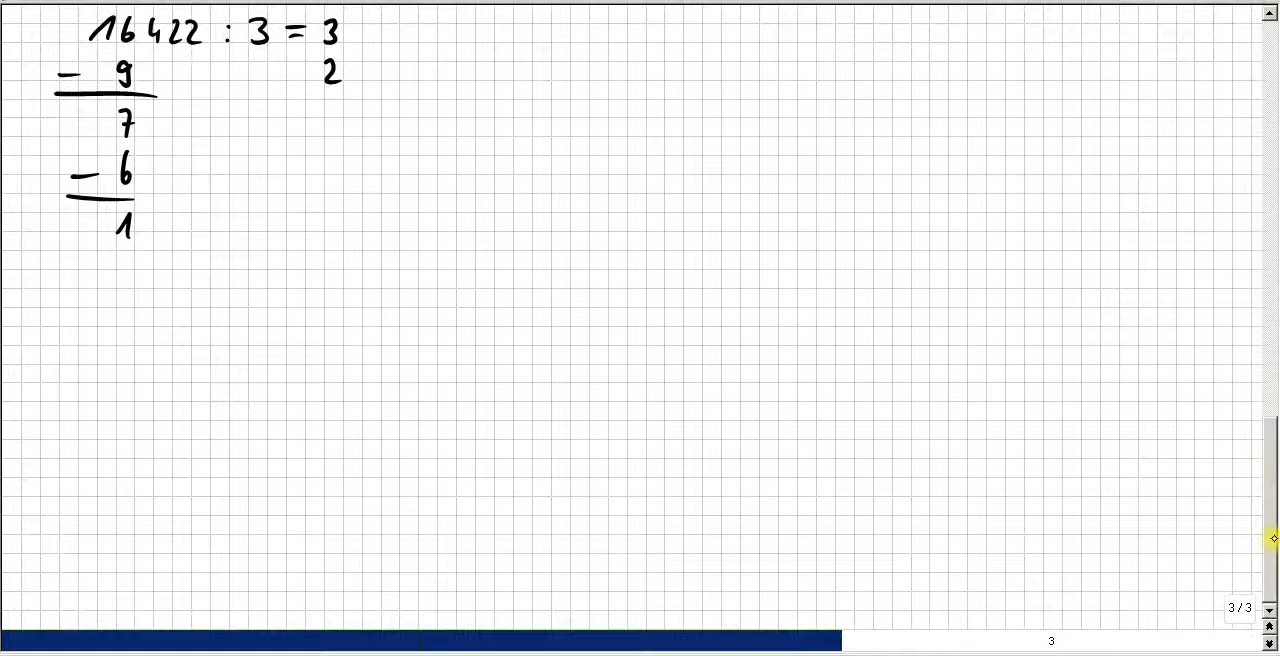 16422 : 3 = 3
- 9 2
7
- 6
1
3/3
3